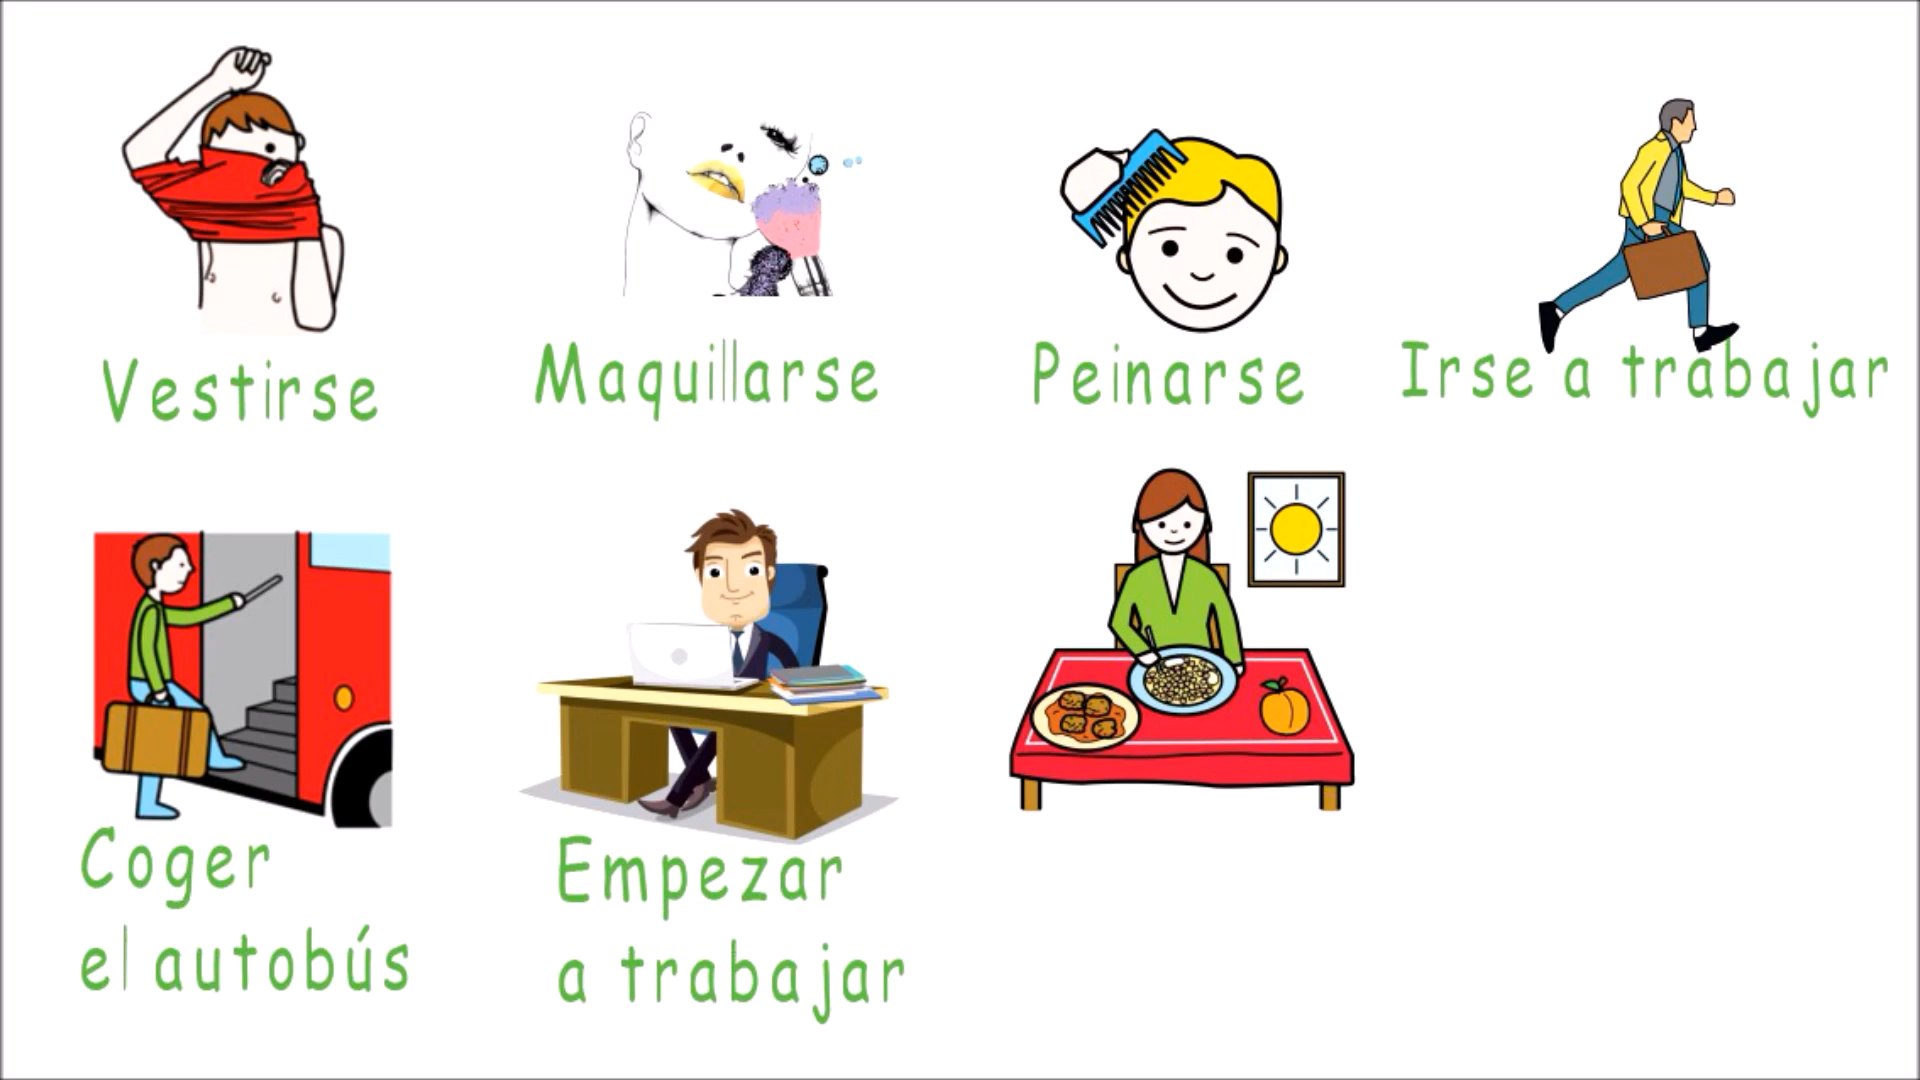 Vestirse
Maquillarse
Peinarse
Irse a trabajar
Coger
el autobús
Empezar
a trabajar